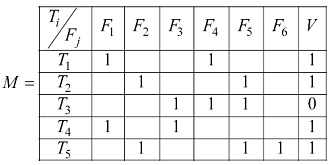 M = T_i / F_j F_1 F_2 F_3 F_4 F_5 F_6 V
T_1 1 1 1
T_2 1 1 1
T_3 1 1 1 0
T_4 1 1 1
T_5 1 1 1 1